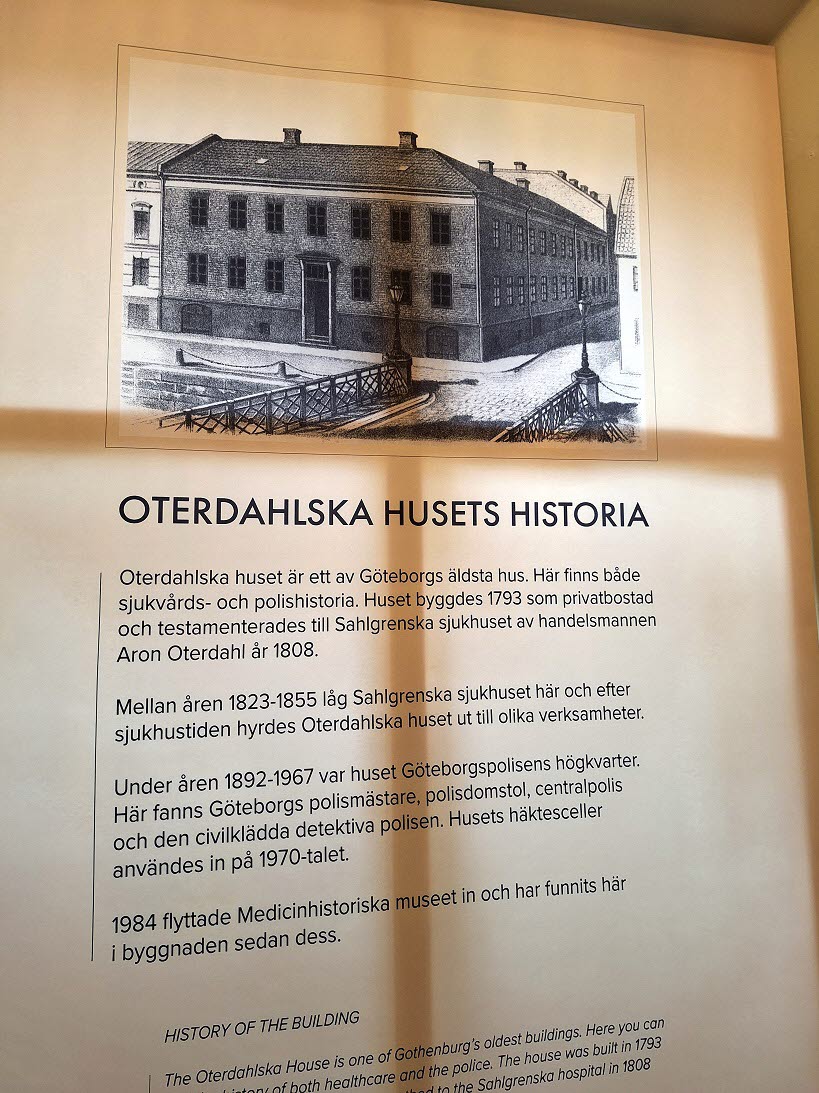 OTERDAHLSKA HUSETS HISTORIA
Oterdahlska huset är ett av Göteborgs äldsta hus. Här finns både
sjukvårds- och polishistoria. Huset byggdes 1793 som privatbostad
och testamenterades till Sahlgrenska sjukhuset av handelsmannen
Aron Oterdahl år 1808.
Mellan åren 1823-1855 låg Sahlgrenska sjukhuset här och efter
sjukhustiden hyrdes Oterdahlska huset ut till olika verksamheter.
Under åren 1892-1967 var huset Göteborgspolisens högkvarter.
Här fanns Göteborgs polismästare, polisdomstol, centralpolis
och den civilklädda detektiva polisen. Husets häktesceller
användes in på 1970-talet.
1984 flyttade Medicinhistoriska museet in och har funnits här
i byggnaden sedan dess.
HISTORY OF THE BUILDING
The Oterdahlska House is one of Gothenburg's oldest buildings. Here you can
history of both healthcare and the police. The house was built in 1793
to the Sahlgrenska hospital in 1808